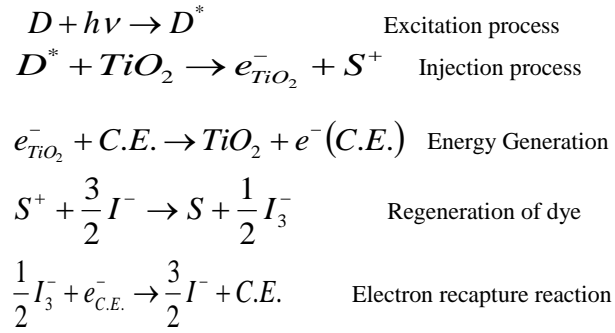 D + hν → D* Excitation process
D* + TiO₂ → e⁻_TiO₂ + S⁺ Injection process
e⁻_TiO₂ + C.E. → TiO₂ + e⁻(C.E.) Energy Generation
S⁺ + 3/2 I⁻ → S + 1/2 I₃⁻ Regeneration of dye
1/2 I₃⁻ + e⁻_C.E. → 3/2 I⁻ + C.E. Electron recapture reaction